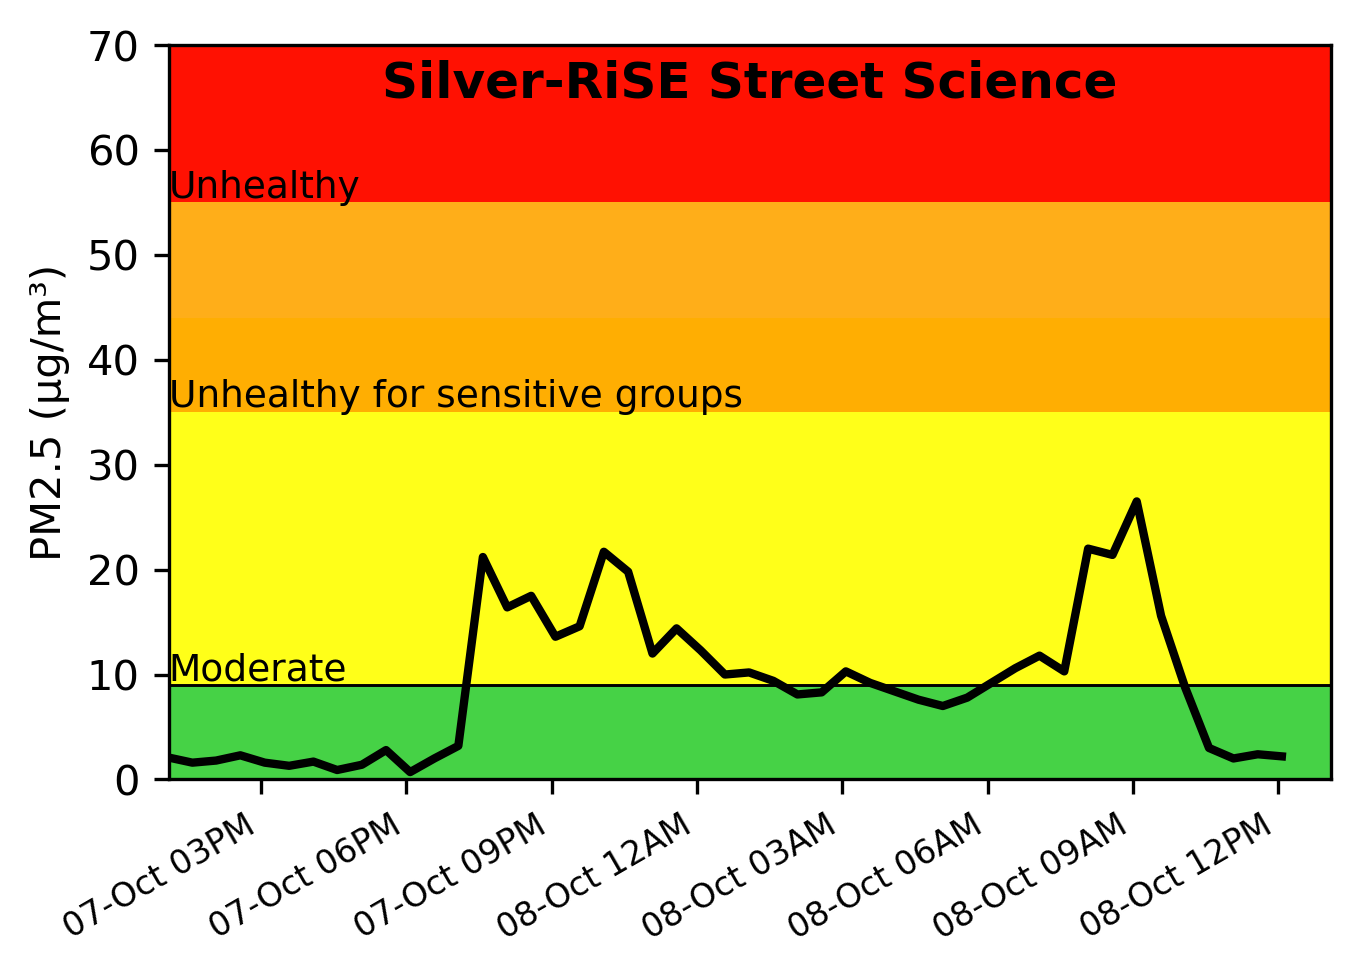 Silver-RiSE Street Science
PM2.5 (µg/m³)
70
60
50
40
30
20
10
0
Unhealthy
Unhealthy for sensitive groups
Moderate
07-Oct 03PM
07-Oct 06PM
07-Oct 09PM
08-Oct 12AM
08-Oct 03AM
08-Oct 06AM
08-Oct 09AM
08-Oct 12PM